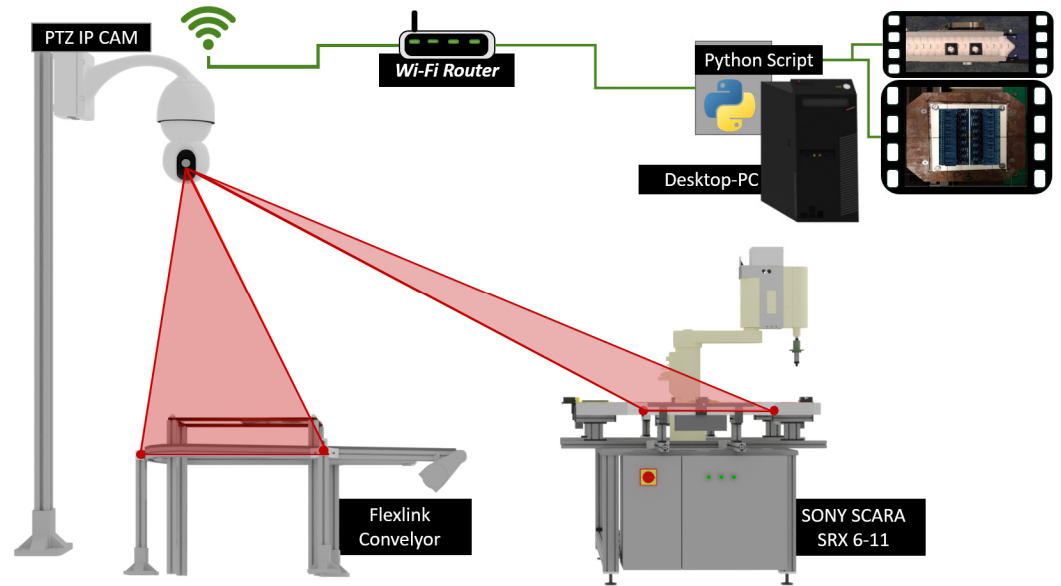 PTZ IP CAM
Wi-Fi Router
Python Script
Desktop-PC
Flexlink
Convelyor
SONY SCARA
SRX 6-11